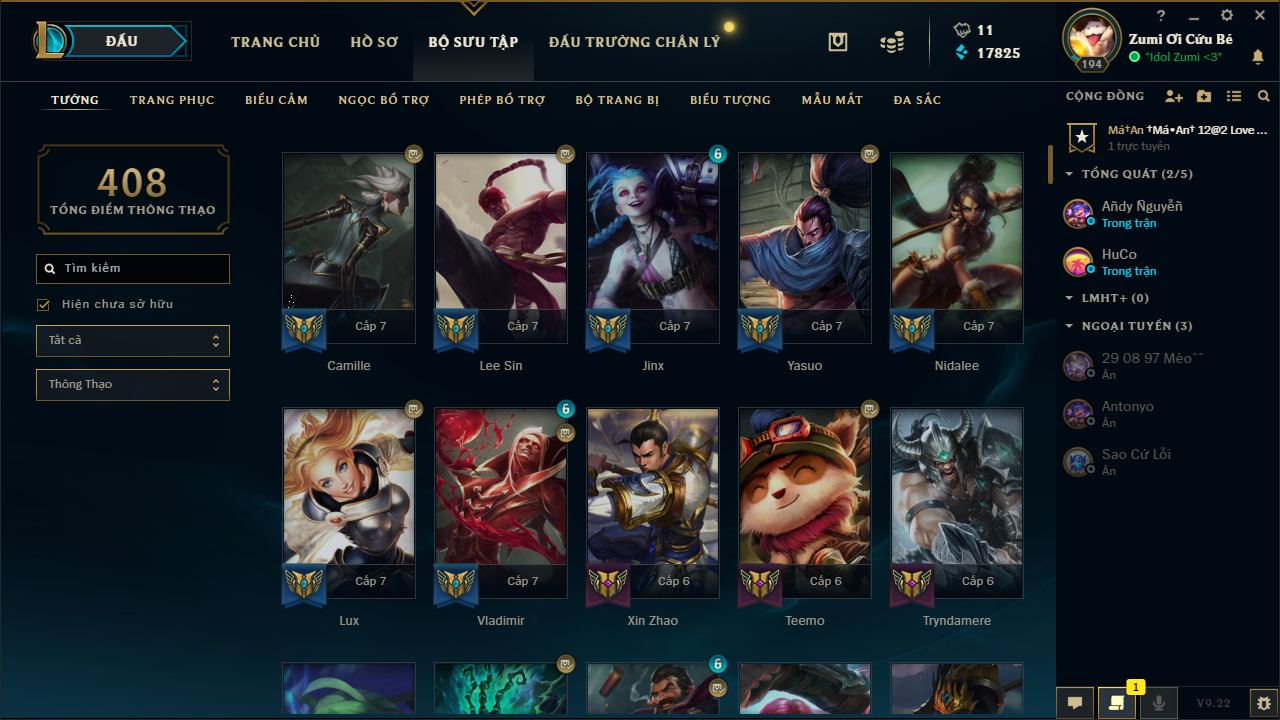 ĐẤU
TRANG CHỦ
HỒ SƠ
BỘ SƯU TẬP
ĐẤU TRƯỜNG CHÂN LÝ
11
17825
194
Zumi Ơi Cứu Bé
"Idol Zumi <3"
TƯỚNG
TRANG PHỤC
BIỂU CẢM
NGỌC BỔ TRỢ
PHÉP BỔ TRỢ
BỘ TRANG BỊ
BIỂU TƯỢNG
MẪU MẮT
ĐA SẮC
CỘNG ĐỒNG
Má†An †Má•An† 12@2 Love ...
1 trực tuyến
TỔNG QUÁT (2/5)
Añdy Ñguyễñ
Trong trận
HuCo
Trong trận
LMHT+ (0)
NGOẠI TUYẾN (3)
29 08 97 Mèoˆˆ
Ẩn
Antonyo
Ẩn
Sao Cứ Lỗi
Ẩn
408
TỔNG ĐIỂM THÔNG THẠO
Tìm kiếm
Hiện chưa sở hữu
Tất cả
Thông Thạo
6
Cấp 7
Cấp 7
Cấp 7
Cấp 7
Cấp 7
Camille
Lee Sin
Jinx
Yasuo
Nidalee
6
Cấp 7
Cấp 7
Cấp 6
Cấp 6
Cấp 6
Lux
Vladimir
Xin Zhao
Teemo
Tryndamere
6
1
V9.22